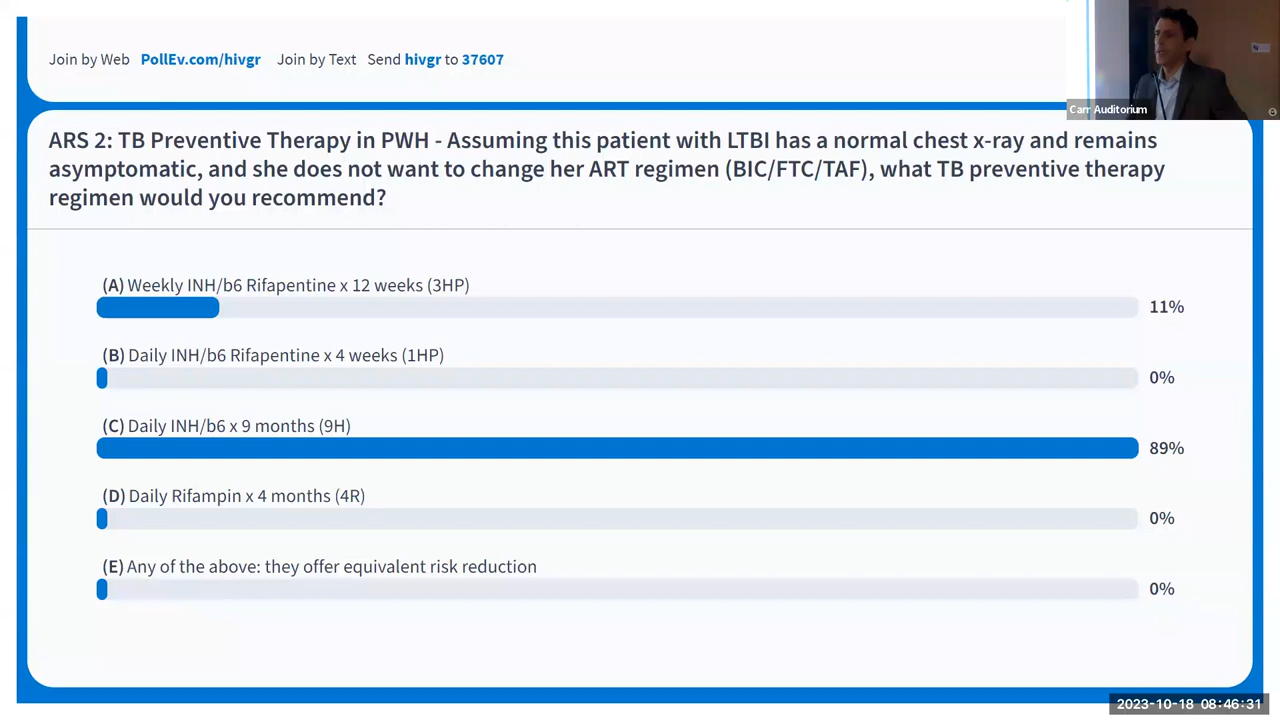 Join by Web PollEv.com/hivgr Join by Text Send hivgr to 37607
Carr Auditorium
ARS 2: TB Preventive Therapy in PWH - Assuming this patient with LTBI has a normal chest x-ray and remains
asymptomatic, and she does not want to change her ART regimen (BIC/FTC/TAF), what TB preventive therapy
regimen would you recommend?
(A) Weekly INH/b6 Rifapentine x 12 weeks (3HP)
11%
(B) Daily INH/b6 Rifapentine x 4 weeks (1HP)
0%
(C) Daily INH/b6 x 9 months (9H)
89%
(D) Daily Rifampin x 4 months (4R)
0%
(E) Any of the above: they offer equivalent risk reduction
0%
2023-10-18 08:46:31